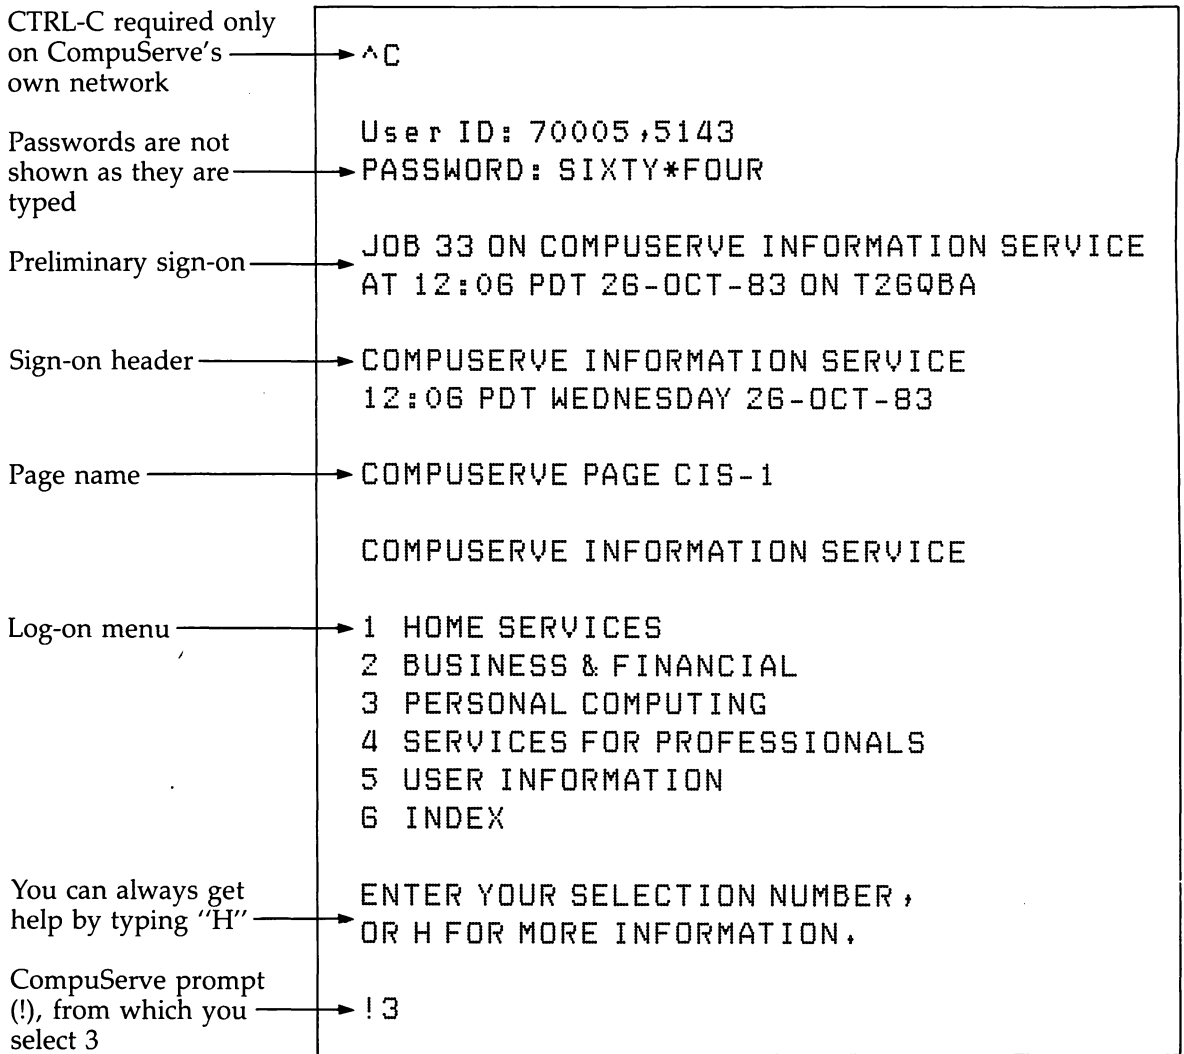 CTRL-C required only
on CompuServe's
own network
^C
Passwords are not
shown as they are
typed
User ID: 70005,5143
PASSWORD: SIXTY*FOUR
Preliminary sign-on
JOB 33 ON COMPUSERVE INFORMATION SERVICE
AT 12:06 PDT 26-OCT-83 ON T26QBA
Sign-on header
COMPUSERVE INFORMATION SERVICE
12:06 PDT WEDNESDAY 26-OCT-83
Page name
COMPUSERVE PAGE CIS-1
COMPUSERVE INFORMATION SERVICE
Log-on menu
1 HOME SERVICES
2 BUSINESS & FINANCIAL
3 PERSONAL COMPUTING
4 SERVICES FOR PROFESSIONALS
5 USER INFORMATION
6 INDEX
You can always get
help by typing "H"
ENTER YOUR SELECTION NUMBER,
OR H FOR MORE INFORMATION.
CompuServe prompt
(!), from which you
select 3
!3